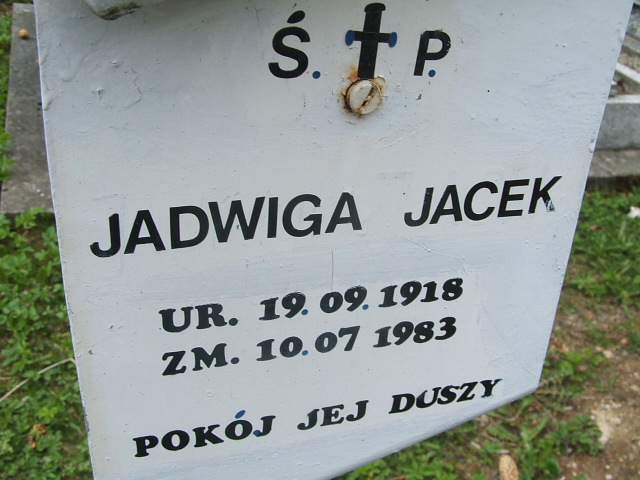 Ś. P.
JADWIGA JACEK
UR. 19.09.1918
ZM. 10.07 1983
POKÓJ JEJ DUSZY